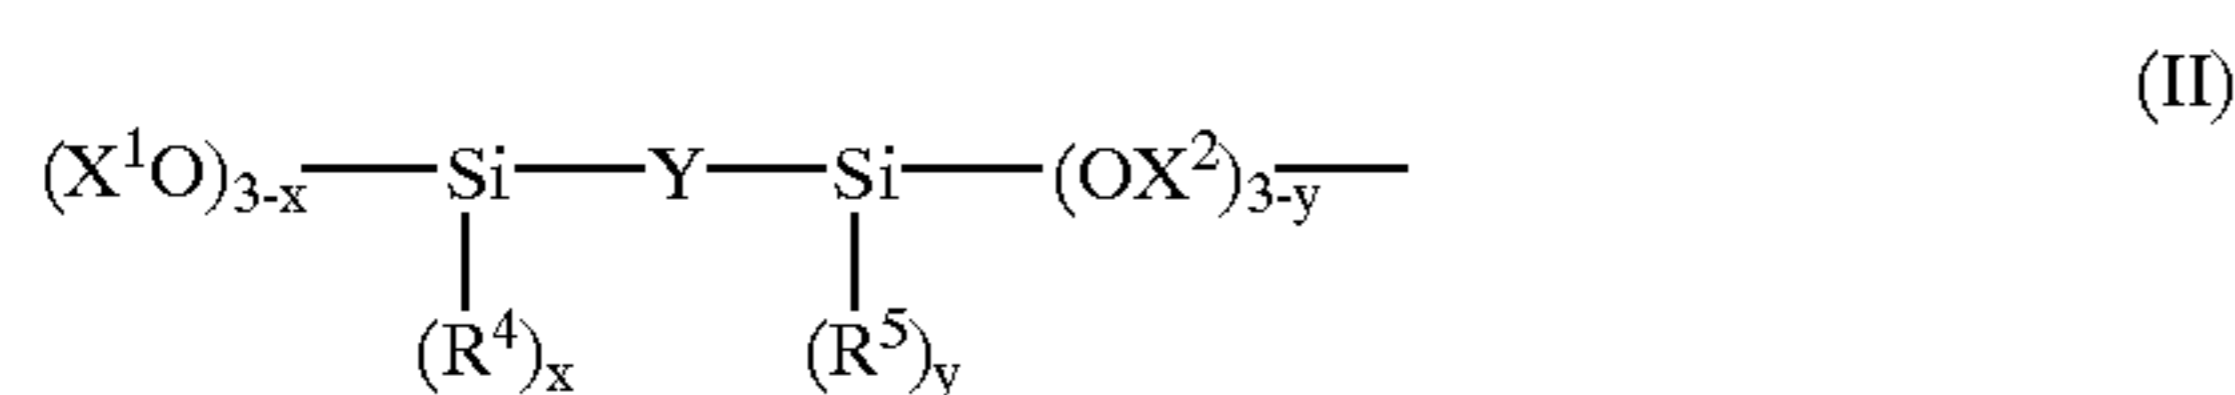 (II)
(X¹O)₃₋ₓ—Si—Y—Si—(OX²)₃₋ᵧ—
(R⁴)ₓ (R⁵)ᵧ